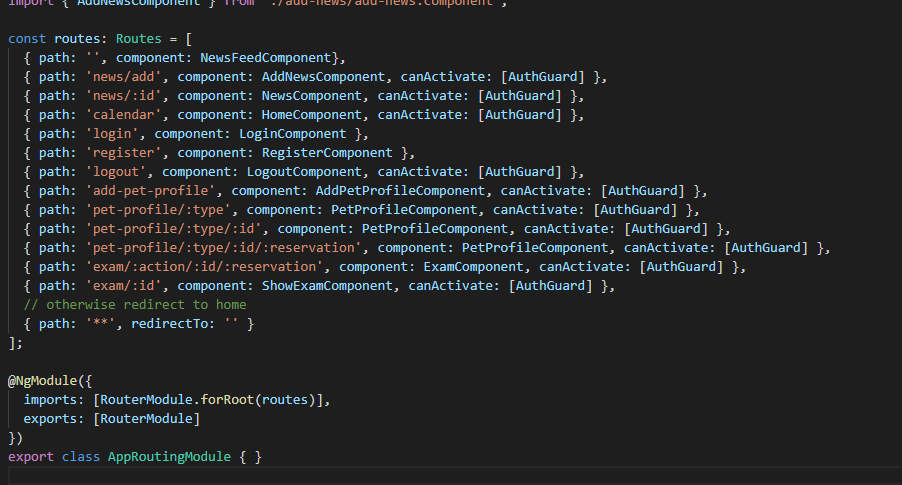 import { AddNewsComponent } from './add-news/add-news.component';
const routes: Routes = [
{ path: '', component: NewsFeedComponent},
{ path: 'news/add', component: AddNewsComponent, canActivate: [AuthGuard] },
{ path: 'news/:id', component: NewsComponent, canActivate: [AuthGuard] },
{ path: 'calendar', component: HomeComponent, canActivate: [AuthGuard] },
{ path: 'login', component: LoginComponent },
{ path: 'register', component: RegisterComponent },
{ path: 'logout', component: LogoutComponent, canActivate: [AuthGuard] },
{ path: 'add-pet-profile', component: AddPetProfileComponent, canActivate: [AuthGuard] },
{ path: 'pet-profile/:type', component: PetProfileComponent, canActivate: [AuthGuard] },
{ path: 'pet-profile/:type/:id', component: PetProfileComponent, canActivate: [AuthGuard] },
{ path: 'pet-profile/:type/:id/:reservation', component: PetProfileComponent, canActivate: [AuthGuard] },
{ path: 'exam/:action/:id/:reservation', component: ExamComponent, canActivate: [AuthGuard] },
{ path: 'exam/:id', component: ShowExamComponent, canActivate: [AuthGuard] },
// otherwise redirect to home
{ path: '**', redirectTo: '' }
];
@NgModule({
imports: [RouterModule.forRoot(routes)],
exports: [RouterModule]
})
export class AppRoutingModule { }